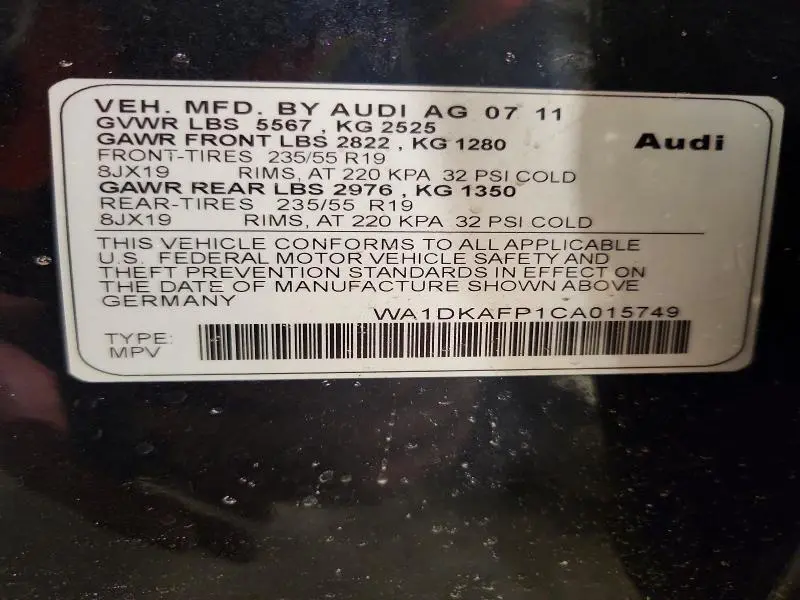 VEH. MFD. BY AUDI AG 07 11
GVWR LBS 5567 , KG 2525
GAWR FRONT LBS 2822 , KG 1280
Audi
FRONT-TIRES 235/55 R19
8JX19 RIMS, AT 220 KPA 32 PSI COLD
GAWR REAR LBS 2976 , KG 1350
REAR-TIRES 235/55 R19
8JX19 RIMS, AT 220 KPA 32 PSI COLD
THIS VEHICLE CONFORMS TO ALL APPLICABLE
U.S. FEDERAL MOTOR VEHICLE SAFETY AND
THEFT PREVENTION STANDARDS IN EFFECT ON
THE DATE OF MANUFACTURE SHOWN ABOVE
GERMANY
WA1DKAFP1CA015749
TYPE:
MPV